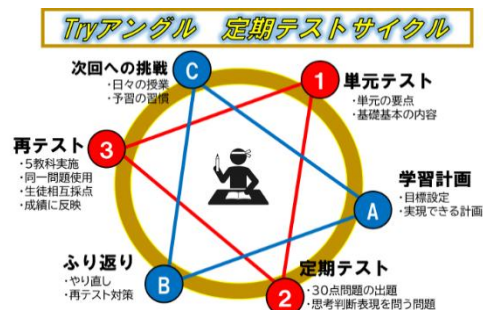 Tryアングル　定期テストサイクル
次回への挑戦
・日々の授業
・予習の習慣
C
1
単元テスト
・単元の要点
・基礎基本の内容
再テスト
・5教科実施
・同一問題使用
・生徒相互採点
・成績に反映
3
学習計画
・目標設定
・実現できる計画
A
ふり返り
・やり直し
・再テスト対策
B
定期テスト
・30点問題の出題
・思考判断表現を問う問題
2